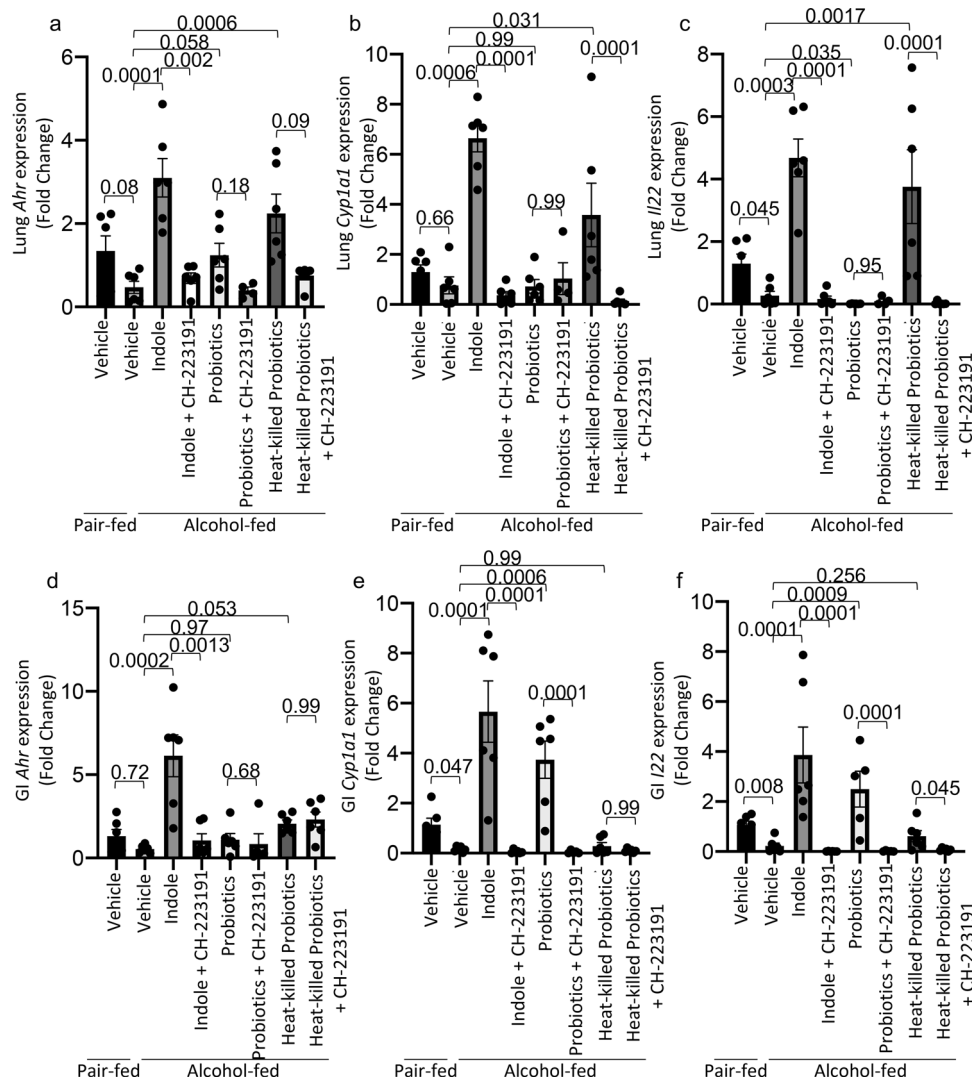 a
0.0006
0.058
0.002
0.0001
0.09
0.18
0.08
Lung Ahr expression
(Fold Change)
6
4
2
0
Vehicle
Vehicle
Indole
Indole + CH-223191
Probiotics
Probiotics + CH-223191
Heat-killed Probiotics
Heat-killed Probiotics
+ CH-223191
Pair-fed
Alcohol-fed
b
0.031
0.99
0.0001
0.0001
0.0006
0.99
0.66
Lung Cyp1a1 expression
(Fold Change)
10
8
6
4
2
0
Vehicle
Vehicle
Indole
Indole + CH-223191
Probiotics
Probiotics + CH-223191
Heat-killed Probiotics
Heat-killed Probiotics
+ CH-223191
Pair-fed
Alcohol-fed
c
0.0017
0.035
0.0001
0.0001
0.0003
0.045
0.95
Lung Il22 expression
(Fold Change)
8
6
4
2
0
Vehicle
Vehicle
Indole
Indole + CH-223191
Probiotics
Probiotics + CH-223191
Heat-killed Probiotics
Heat-killed Probiotics
+ CH-223191
Pair-fed
Alcohol-fed
d
0.053
0.97
0.0013
0.0002
0.99
0.72
0.68
GI Ahr expression
(Fold Change)
15
10
5
0
Vehicle
Vehicle
Indole
Indole + CH-223191
Probiotics
Probiotics + CH-223191
Heat-killed Probiotics
Heat-killed Probiotics
+ CH-223191
Pair-fed
Alcohol-fed
e
0.99
0.0006
0.0001
0.0001
0.0001
0.047
0.99
GI Cyp1a1 expression
(Fold Change)
10
8
6
4
2
0
Vehicle
Vehicle
Indole
Indole + CH-223191
Probiotics
Probiotics + CH-223191
Heat-killed Probiotics
Heat-killed Probiotics
+ CH-223191
Pair-fed
Alcohol-fed
f
0.256
0.0009
0.0001
0.0001
0.0001
0.008
0.045
GI I22 expression
(Fold Change)
10
8
6
4
2
0
Vehicle
Vehicle
Indole
Indole + CH-223191
Probiotics
Probiotics + CH-223191
Heat-killed Probiotics
Heat-killed Probiotics
+ CH-223191
Pair-fed
Alcohol-fed